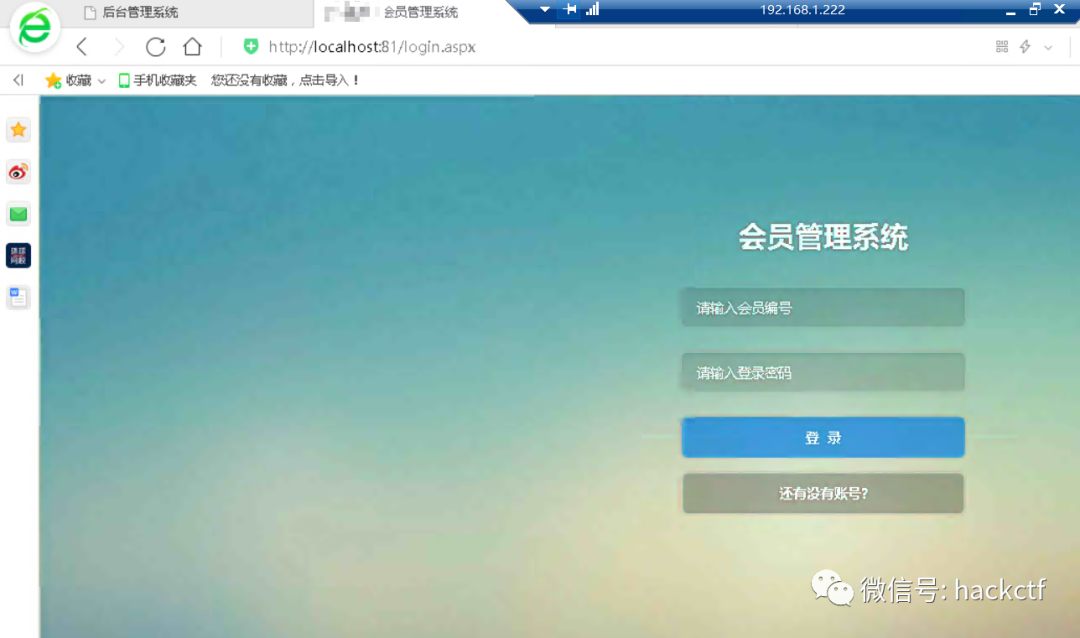 后台管理系统
会员管理系统
192.168.1.222
http://localhost:81/login.aspx
收藏
手机收藏夹
您还没有收藏，点击导入！
会员管理系统
请输入会员编号
请输入登录密码
登 录
还有没有账号?
微信号: hackctf